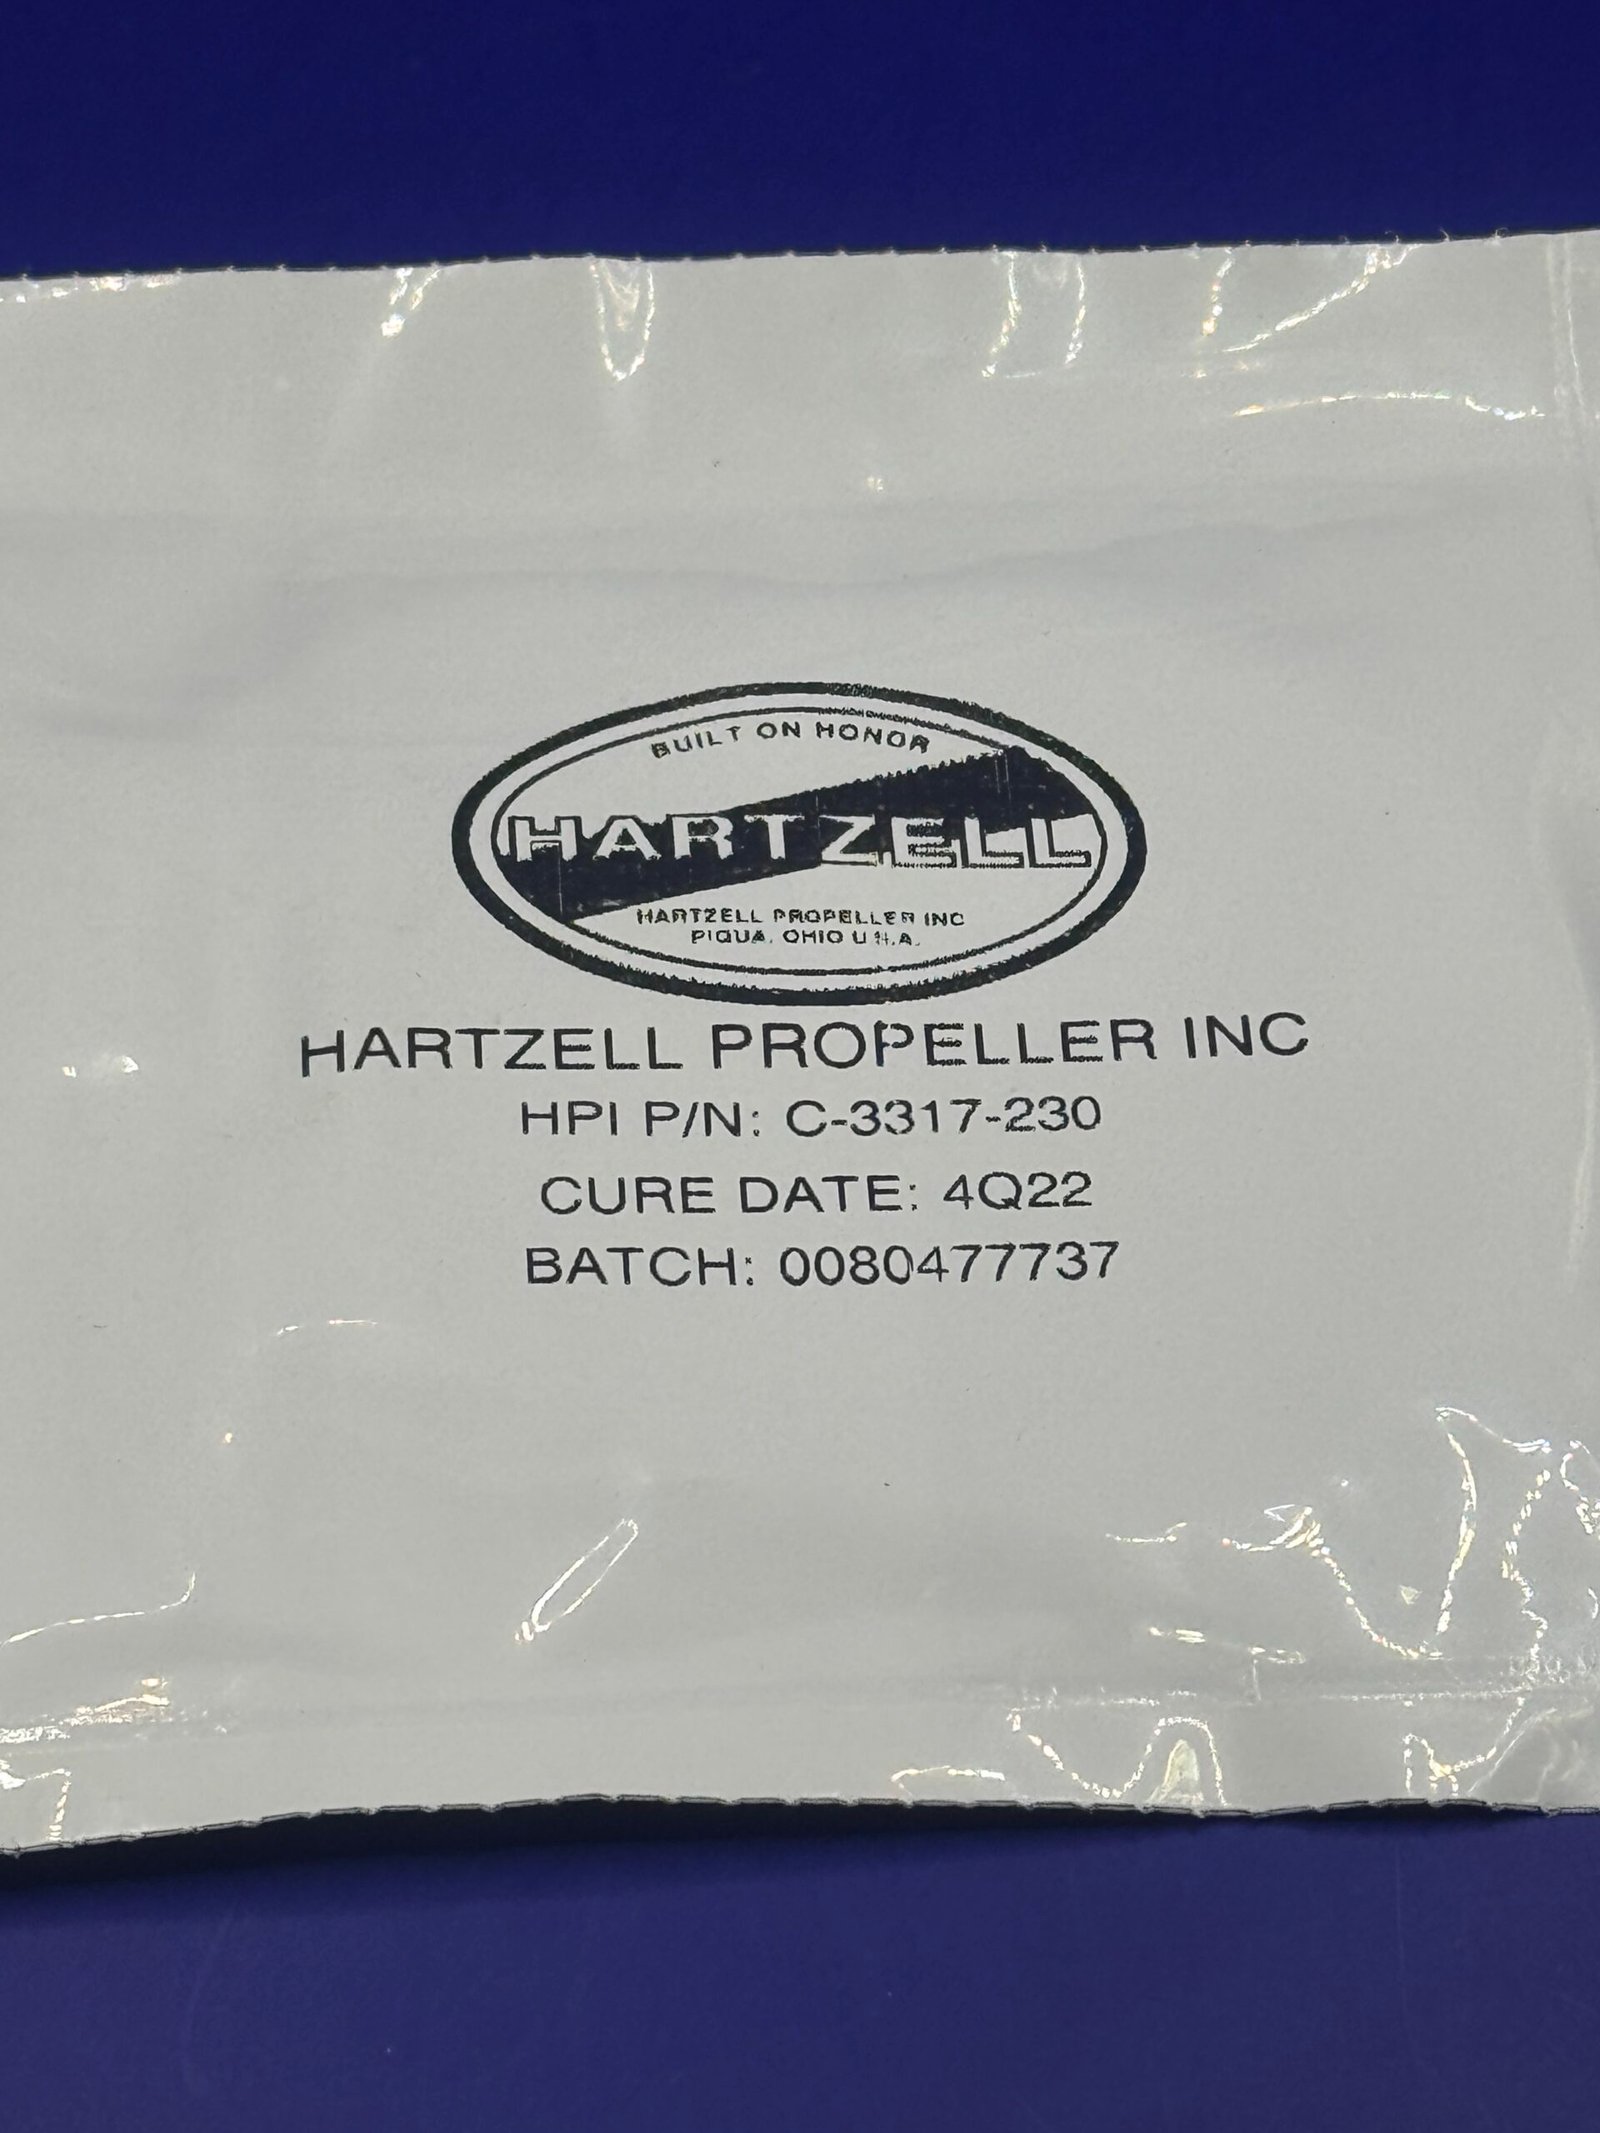 BUILT ON HONOR
HARTZELL
HARTZELL PROPELLER INC
PIQUA, OHIO U.S.A.
HARTZELL PROPELLER INC
HPI P/N: C-3317-230
CURE DATE: 4Q22
BATCH: 0080477737